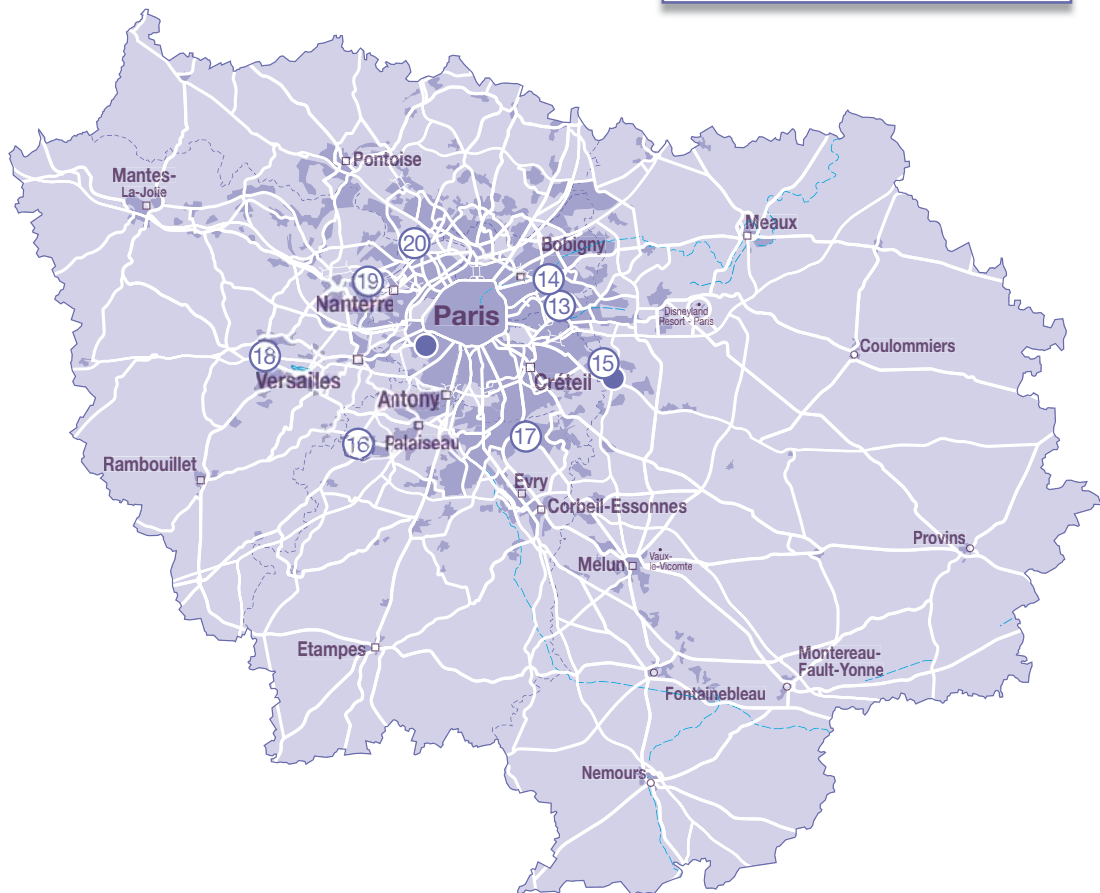 Pontoise
Mantes-
La-Jolie
Meaux
20
Bobigny
19
14
Nanterre
13
Paris
Disneyland
Resort - Paris
18
Coulommiers
15
Versailles
Créteil
Antony
16
Palaiseau
17
Rambouillet
Evry
Corbeil-Essonnes
Provins
Melun
Vaux-
le-Vicomte
Etampes
Montereau-
Fault-Yonne
Fontainebleau
Nemours